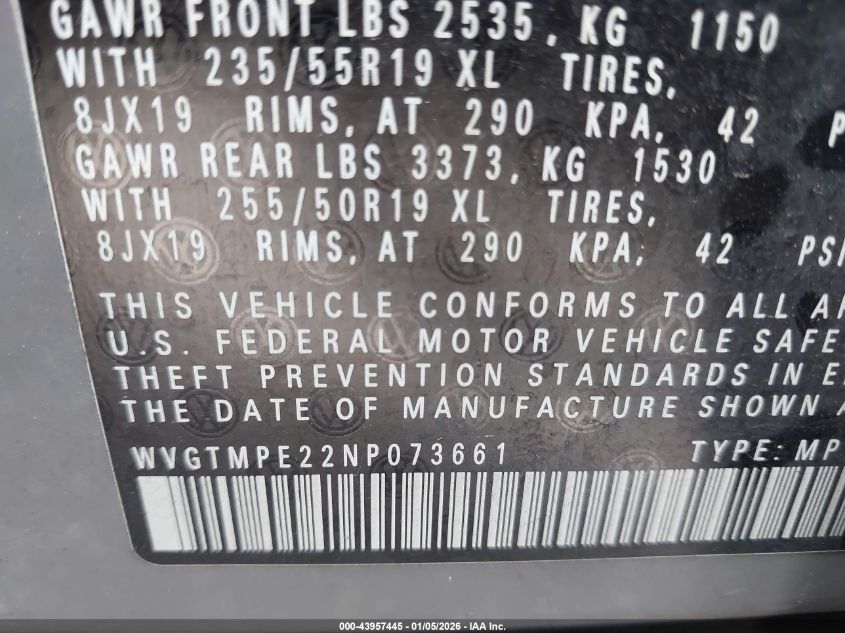 GAWR FRONT LBS 2535, KG 1150
WITH 235/55R19 XL TIRES,
8JX19 RIMS, AT 290 KPA, 42
GAWR REAR LBS 3373, KG 1530
WITH 255/50R19 XL TIRES,
8JX19 RIMS, AT 290 KPA, 42 PSI
THIS VEHICLE CONFORMS TO ALL
U.S. FEDERAL MOTOR VEHICLE SAFE
THEFT PREVENTION STANDARDS IN
THE DATE OF MANUFACTURE SHOWN
WVGTMPE22NP073661 TYPE: MP
000-43957445 - 01/05/2026 - IAA Inc.